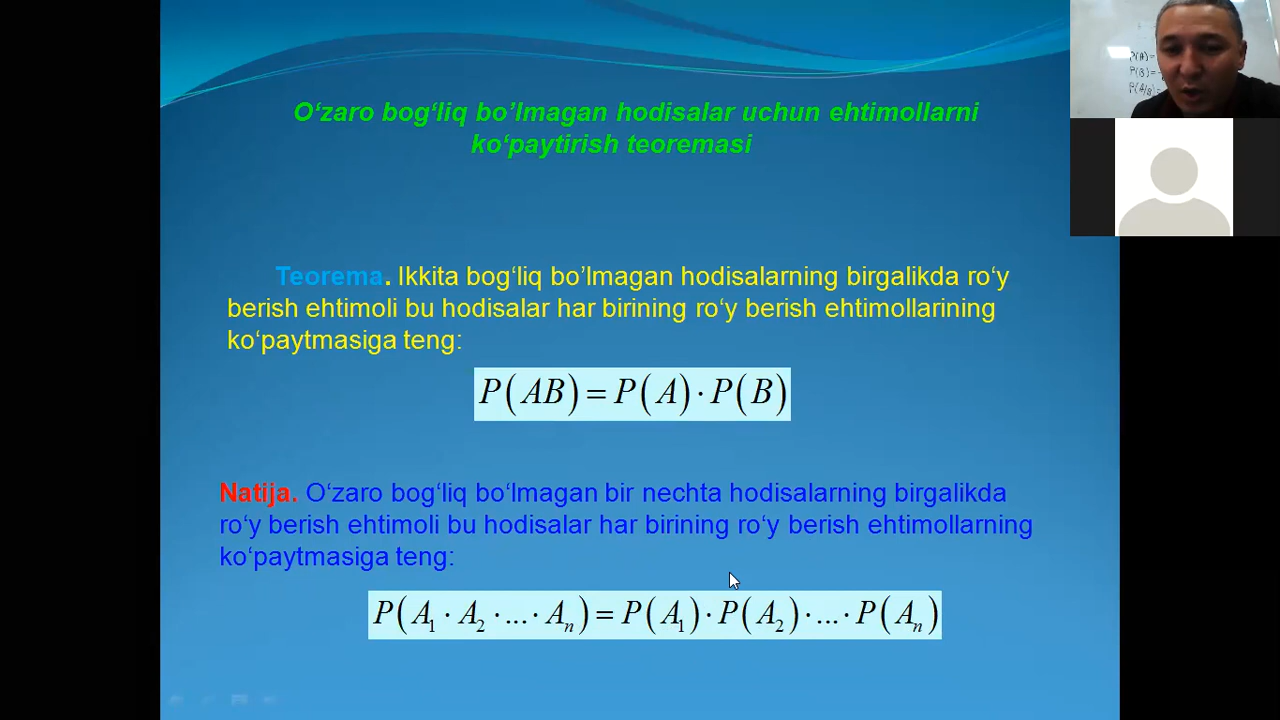 O‘zaro bog‘liq bo’lmagan hodisalar uchun ehtimollarni
ko‘paytirish teoremasi
Teorema. Ikkita bog‘liq bo’lmagan hodisalarning birgalikda ro‘y
berish ehtimoli bu hodisalar har birining ro‘y berish ehtimollarining
ko‘paytmasiga teng:
P(AB) = P(A) · P(B)
Natija. O‘zaro bog‘liq bo‘lmagan bir nechta hodisalarning birgalikda
ro‘y berish ehtimoli bu hodisalar har birining ro‘y berish ehtimollarning
ko‘paytmasiga teng:
P(A₁ · A₂ · ... · Aₙ) = P(A₁) · P(A₂) · ... · P(Aₙ)
P(A)=
P(B)=
P(A/B)=